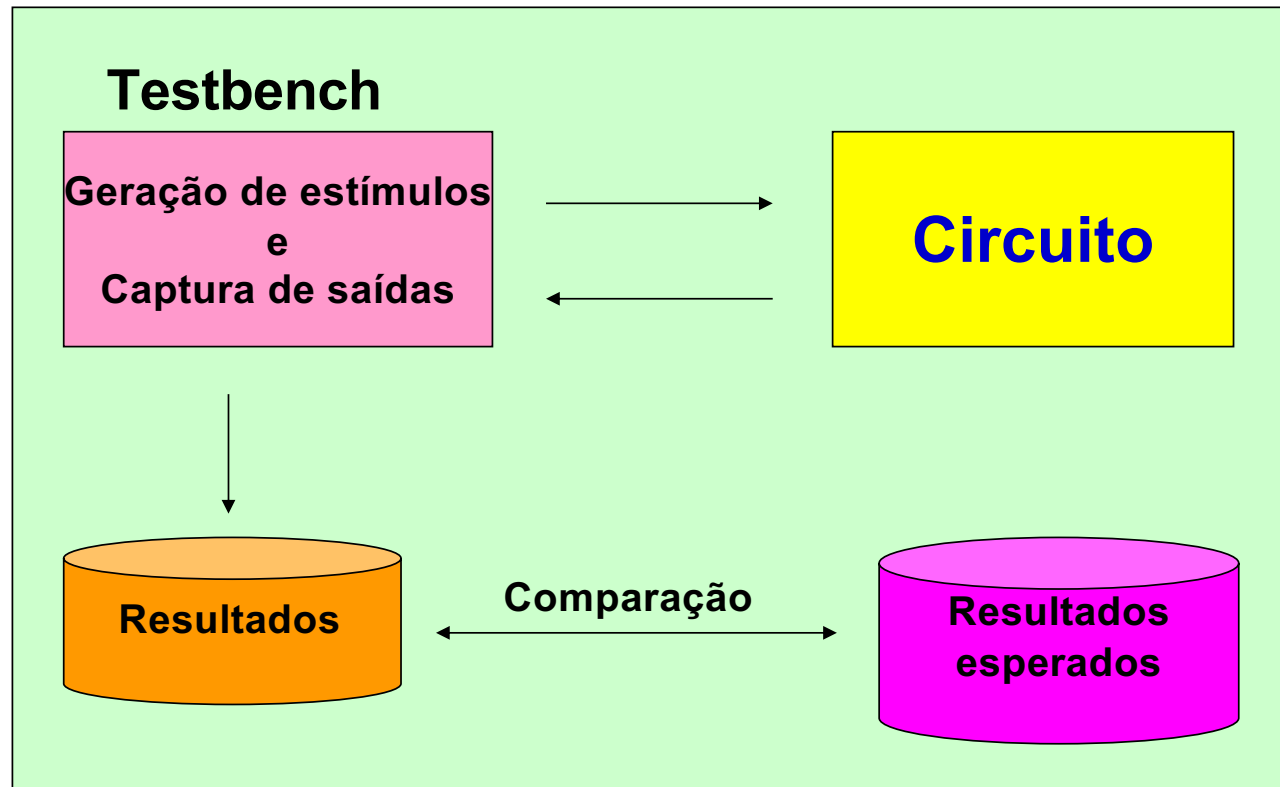 Testbench
Geração de estímulos
e
Captura de saídas
Circuito
Resultados
Comparação
Resultados
esperados